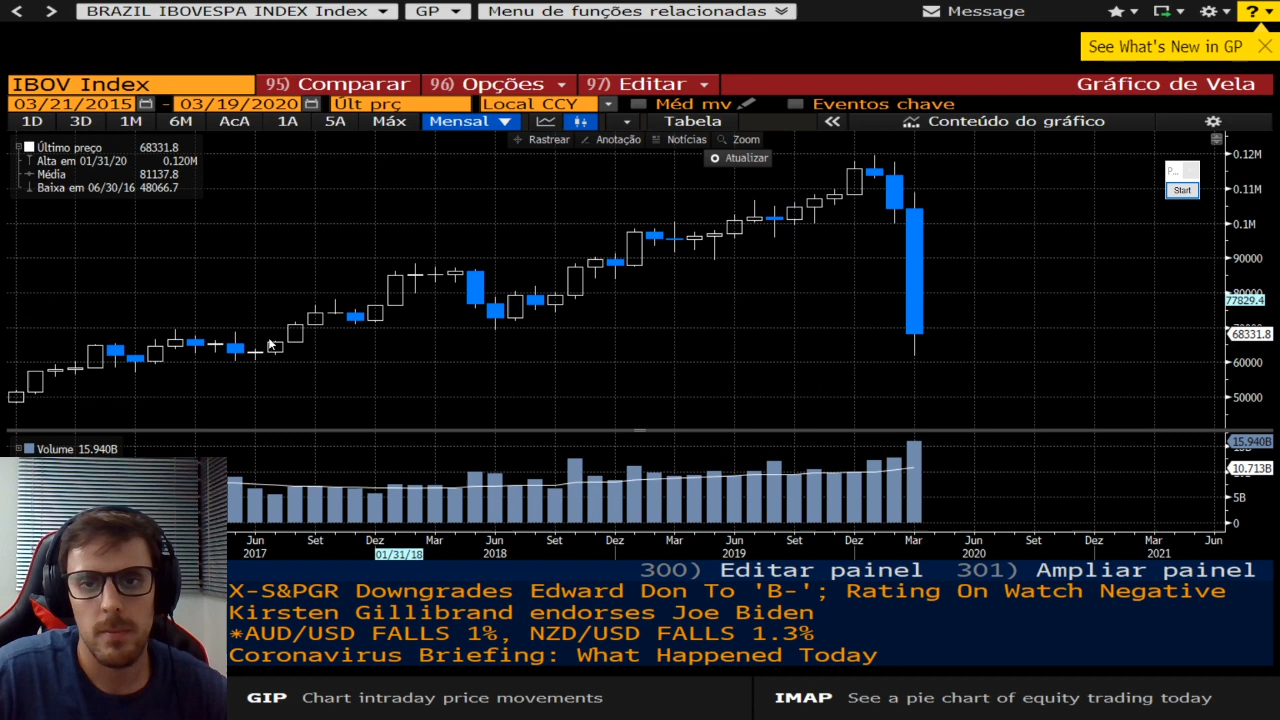 BRAZIL IBOVESPA INDEX Index
GP
Menu de funções relacionadas
Message
?
See What's New in GP
IBOV Index
95) Comparar
96) Opções
97) Editar
Gráfico de Vela
03/21/2015 - 03/19/2020
Últ prç
Local CCY
Méd mv
Eventos chave
1D 3D 1M 6M AcA 1A 5A Máx Mensal
Tabela
Conteúdo do gráfico
Rastrear Anotação Notícias Zoom
Atualizar
Último preço 68331.8
Alta em 01/31/20 0.120M
Média 81137.8
Baixa em 06/30/16 48066.7
P...
Start
0.12M
0.11M
0.1M
90000
80000
77829.4
68331.8
60000
50000
Volume 15.940B
15.940B
10.713B
5B
0
Jun Set Dez Mar Jun Set Dez Mar Jun Set Dez Mar Jun Set Dez Mar Jun
2017 01/31/18 2018 2019 2020 2021
300) Editar painel 301) Ampliar painel
X-S&PGR Downgrades Edward Don To 'B-'; Rating On Watch Negative
Kirsten Gillibrand endorses Joe Biden
*AUD/USD FALLS 1%, NZD/USD FALLS 1.3%
Coronavirus Briefing: What Happened Today
GIP Chart intraday price movements
IMAP See a pie chart of equity trading today